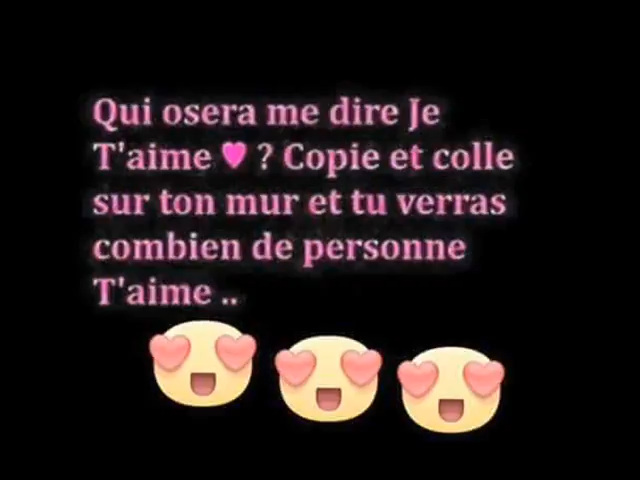 Qui osera me dire Je
T'aime ♥ ? Copie et colle
sur ton mur et tu verras
combien de personne
T'aime ..